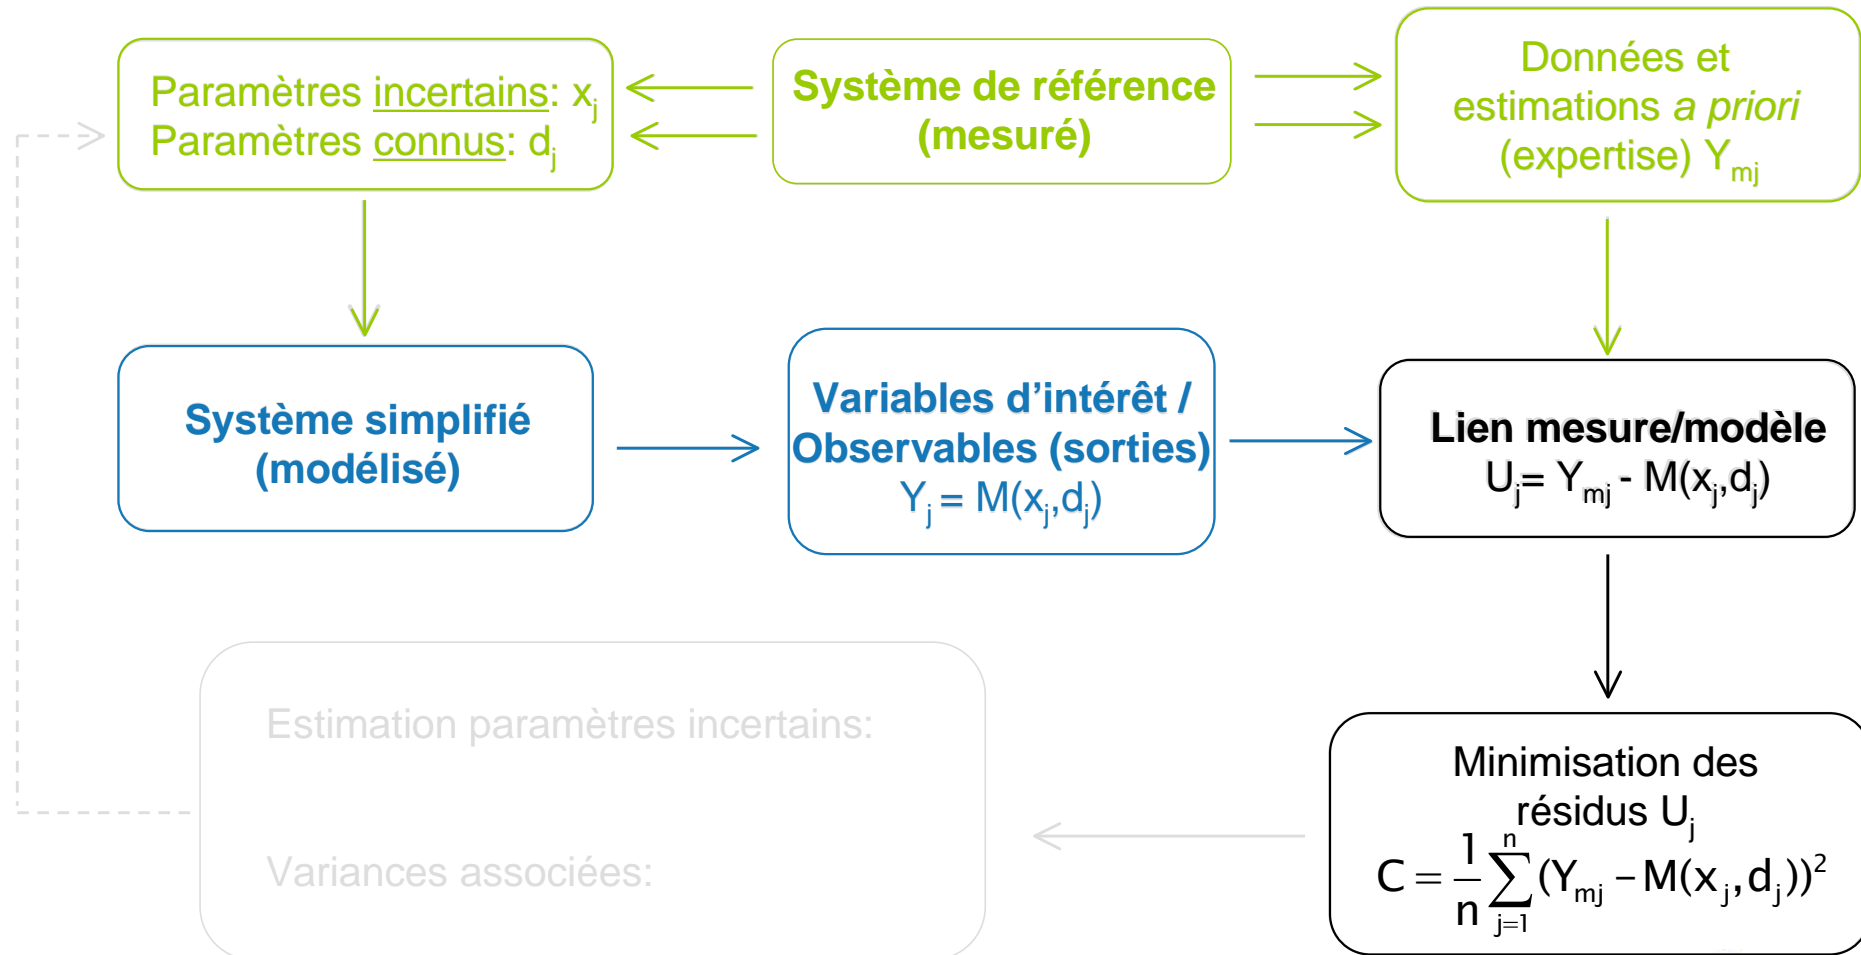 Paramètres incertains: xj
Paramètres connus: dj
Système de référence
(mesuré)
Données et
estimations a priori
(expertise) Ymj
Système simplifié
(modélisé)
Variables d’intérêt /
Observables (sorties)
Yj = M(xj,dj)
Lien mesure/modèle
Uj= Ymj - M(xj,dj)
Estimation paramètres incertains:
Variances associées:
Minimisation des
résidus Uj
C = 1/n ∑_{j=1}^{n} (Ymj – M(xj, dj))²